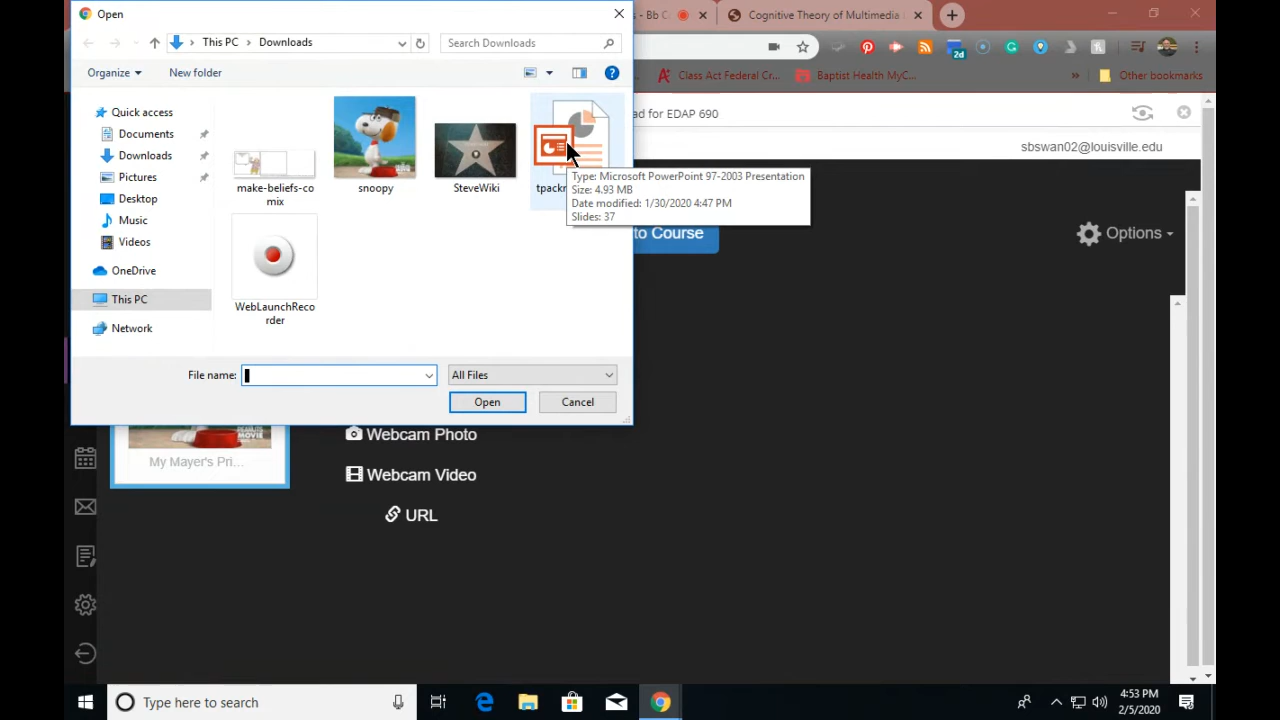 Open
s - Bb C
Cognitive Theory of Multimedia
This PC
Downloads
Search Downloads
2d
Organize
New folder
Class Act Federal Cr...
Baptist Health MyC...
»
Other bookmarks
ad for EDAP 690
sbswan02@louisville.edu
to Course
Options
Quick access
Documents
Downloads
Pictures
Desktop
Music
Videos
OneDrive
This PC
Network
make-beliefs-co
mix
snoopy
SteveWiki
tpackn
Type: Microsoft PowerPoint 97-2003 Presentation
Size: 4.93 MB
Date modified: 1/30/2020 4:47 PM
Slides: 37
WebLaunchReco
rder
File name:
All Files
Open
Cancel
My Mayer's Pri...
Webcam Photo
Webcam Video
URL
Type here to search
4:53 PM
2/5/2020